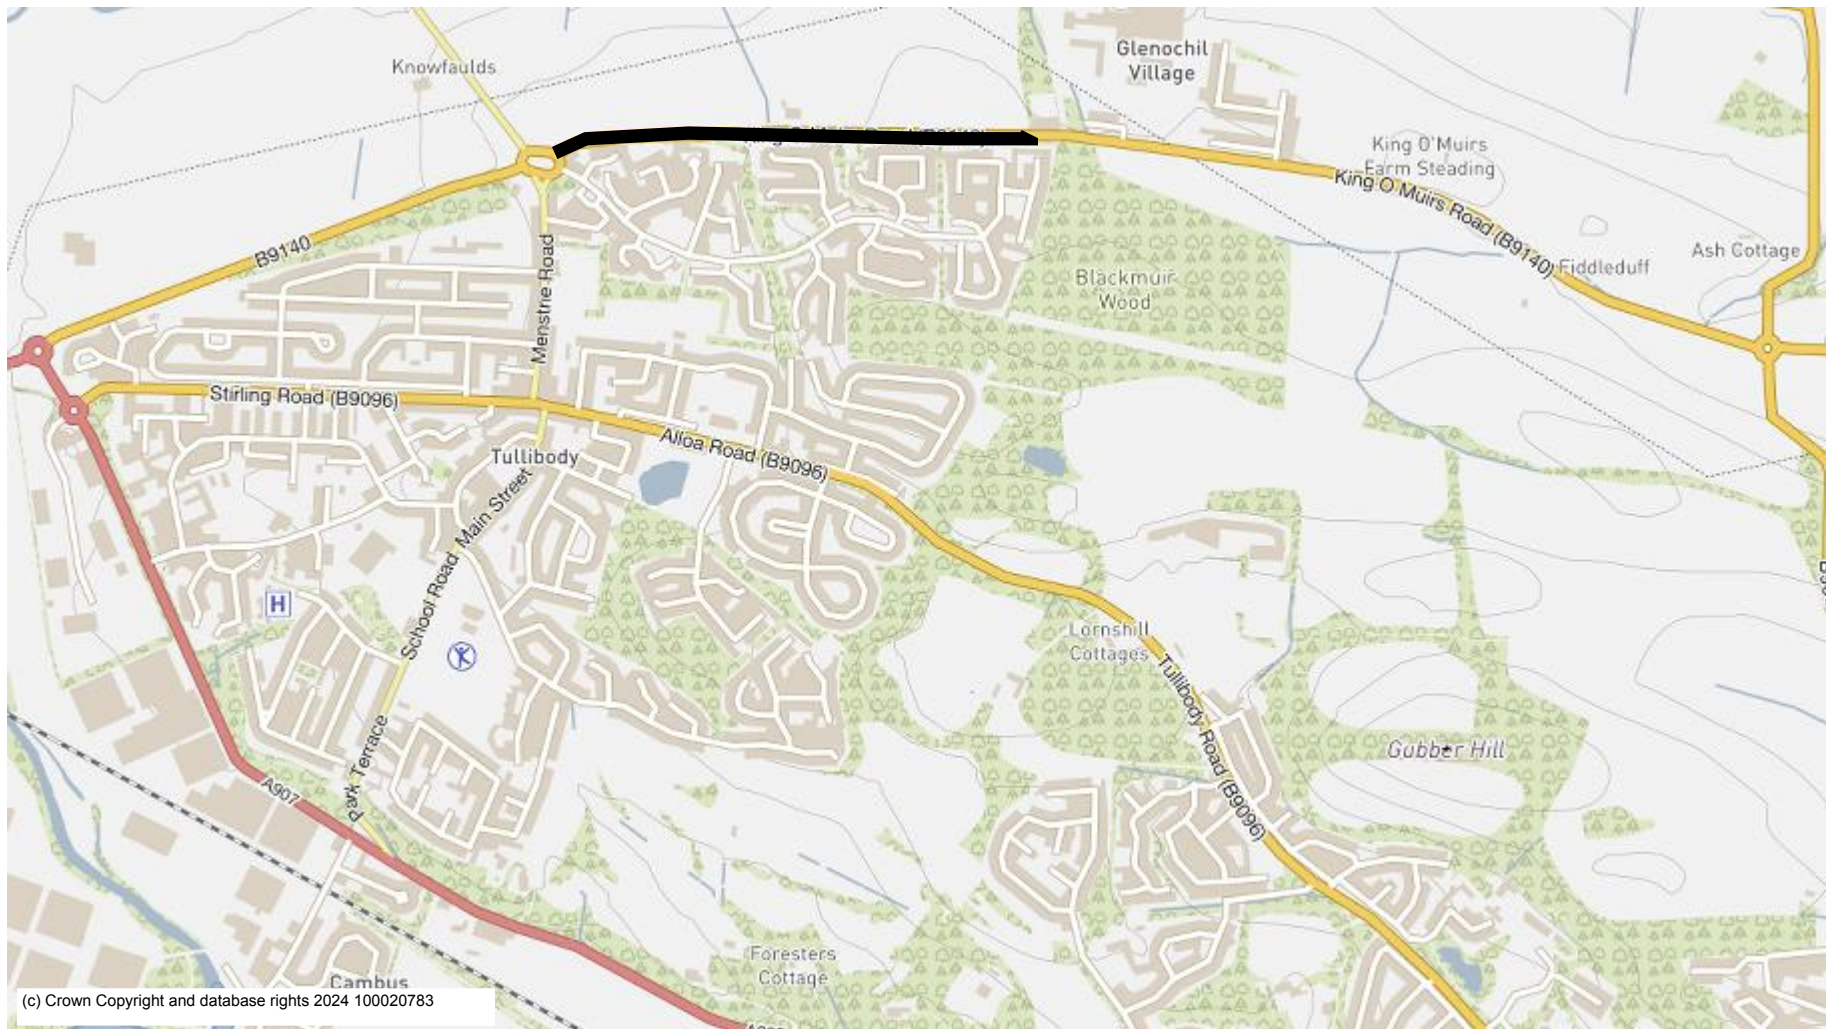 Glenochil
Village
Knowfaulds
King O'Muirs
Farm Steading
King O Muirs Road (B9140)
Ash Cottage
Fiddleduff
B9140
Menstrie Road
Blackmuir
Wood
Stirling Road (B9096)
Alloa Road (B9096)
Tullibody
Main Street
School Road
H
Lornshill
Cottages
Tullibody Road (B9096)
Gubber Hill
Park Terrace
A907
Foresters
Cottage
Cambus
(c) Crown Copyright and database rights 2024 100020783